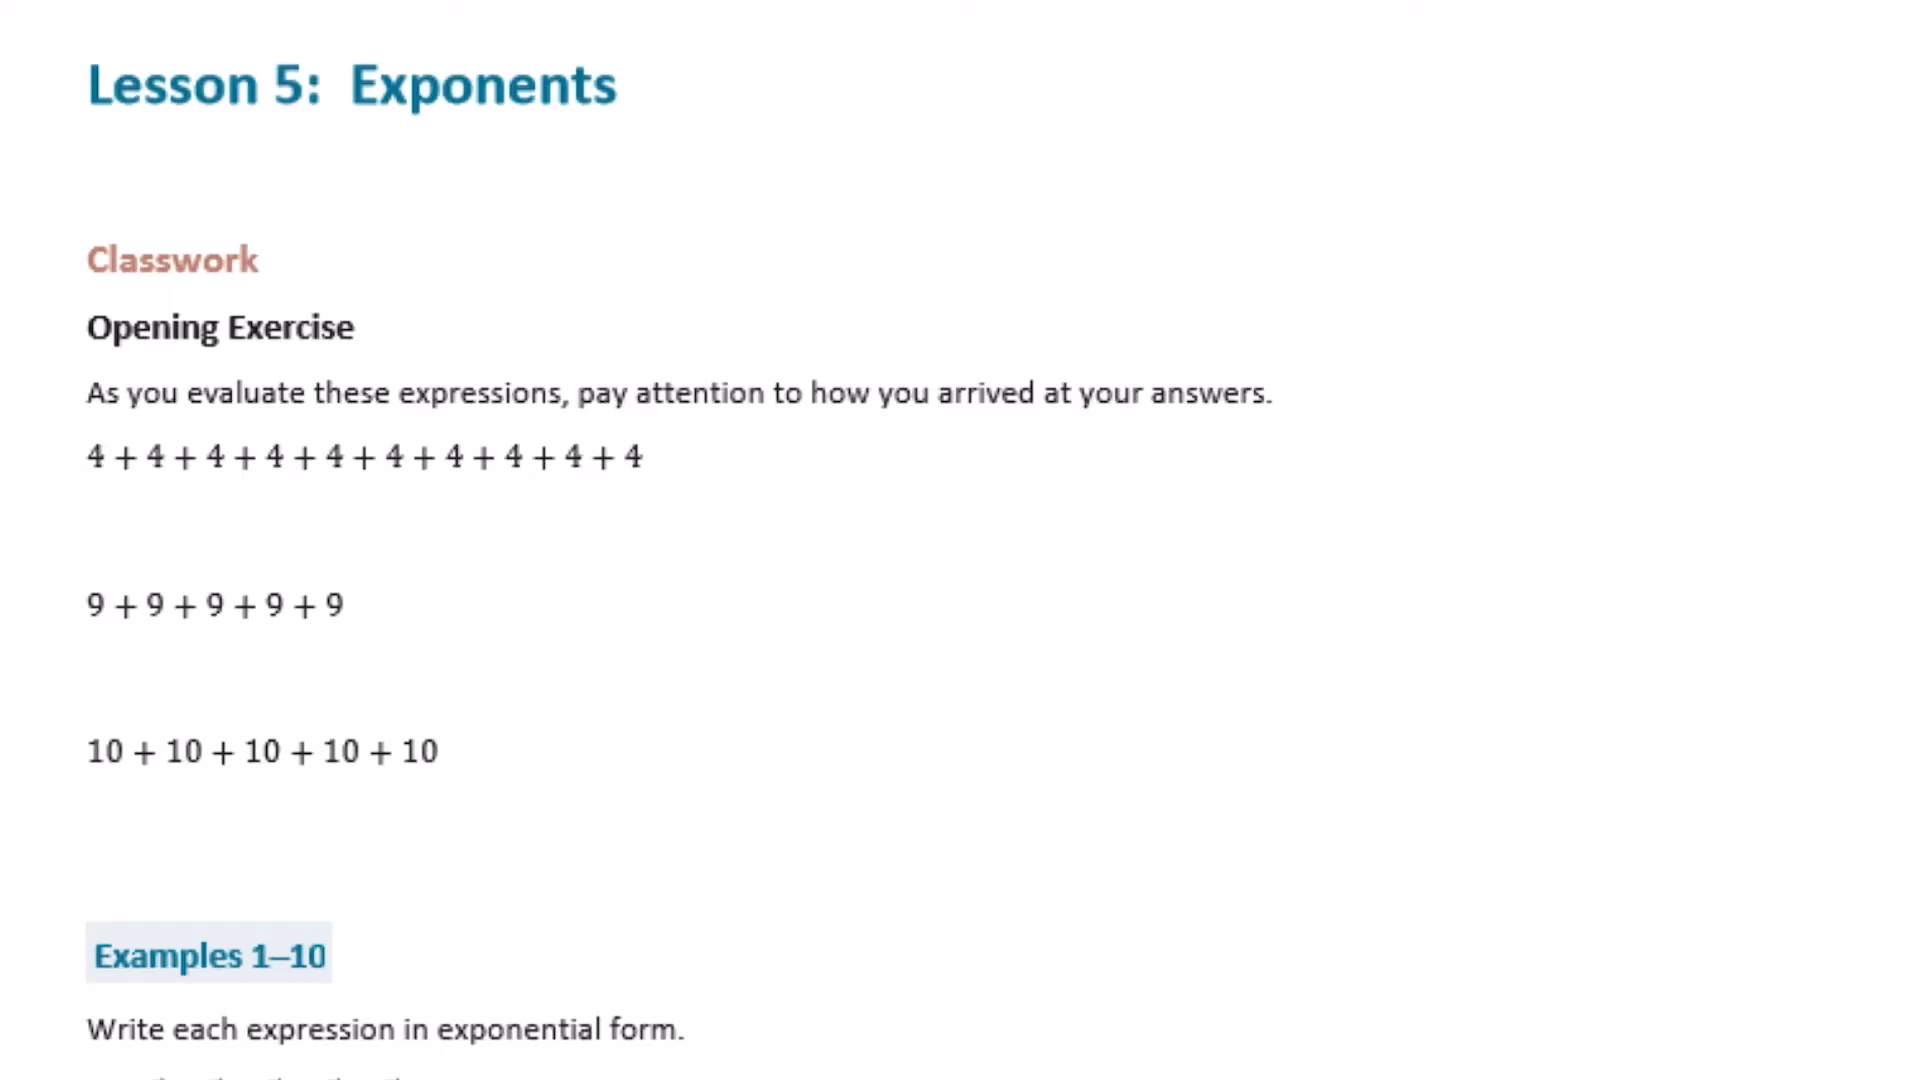 Lesson 5: Exponents
Classwork
Opening Exercise
As you evaluate these expressions, pay attention to how you arrived at your answers.
4 + 4 + 4 + 4 + 4 + 4 + 4 + 4 + 4 + 4
9 + 9 + 9 + 9 + 9
10 + 10 + 10 + 10 + 10
Examples 1–10
Write each expression in exponential form.